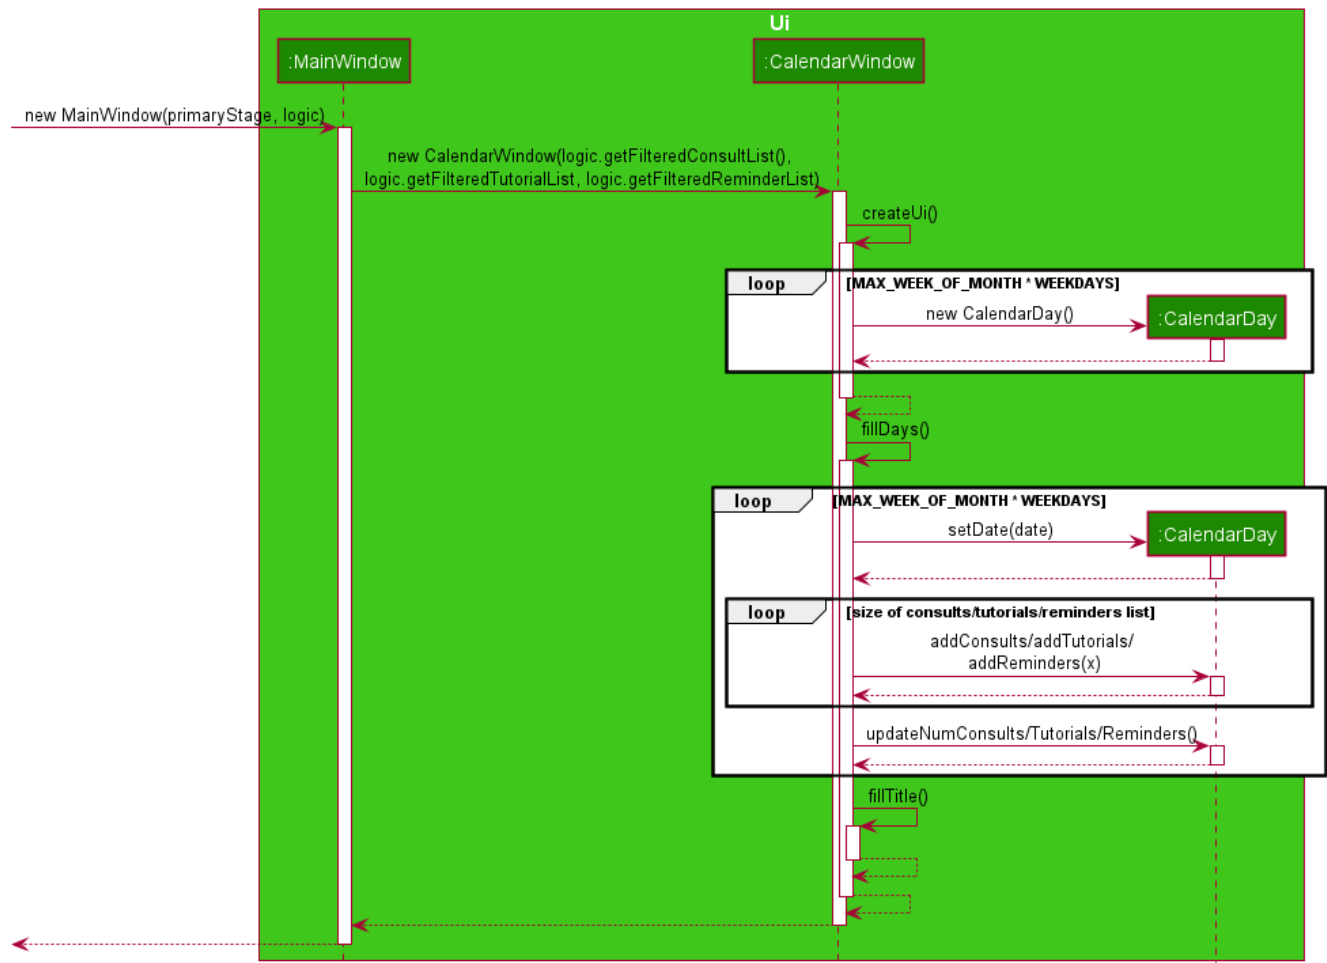 Ui
:MainWindow
:CalendarWindow
new MainWindow(primaryStage, logic)
new CalendarWindow(logic.getFilteredConsultList(),
logic.getFilteredTutorialList, logic.getFilteredReminderList)
createUi()
loop
[MAX_WEEK_OF_MONTH * WEEKDAYS]
new CalendarDay()
:CalendarDay
fillDays()
loop
[MAX_WEEK_OF_MONTH * WEEKDAYS]
setDate(date)
:CalendarDay
loop
[size of consults/tutorials/reminders list]
addConsults/addTutorials/
addReminders(x)
updateNumConsults/Tutorials/Reminders()
fillTitle()